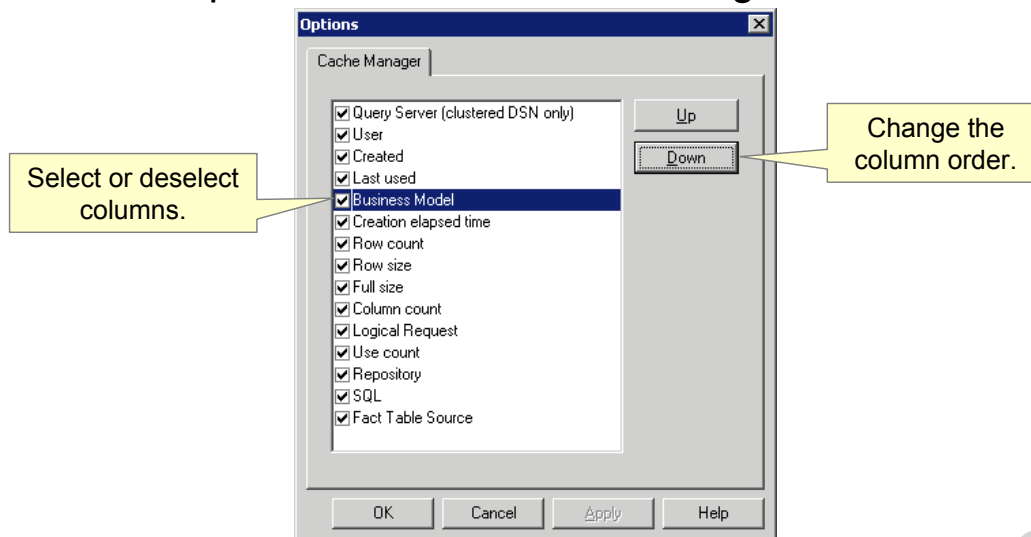 Options
Cache Manager
Query Server (clustered DSN only)
User
Created
Last used
Business Model
Creation elapsed time
Row count
Row size
Full size
Column count
Logical Request
Use count
Repository
SQL
Fact Table Source
Up
Down
Select or deselect
columns.
Change the
column order.
OK
Cancel
Apply
Help